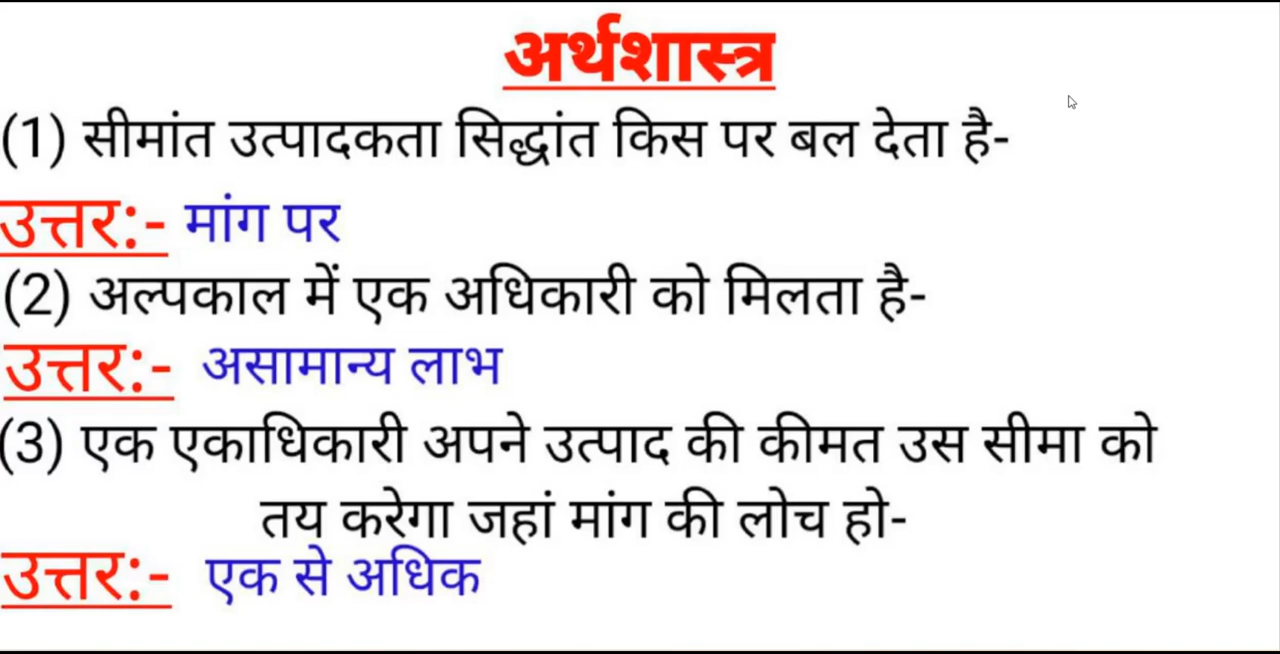 अर्थशास्त्र
(1) सीमांत उत्पादकता सिद्धांत किस पर बल देता है-
उत्तर:- मांग पर
(2) अल्पकाल में एक अधिकारी को मिलता है-
उत्तर:- असामान्य लाभ
(3) एक एकाधिकारी अपने उत्पाद की कीमत उस सीमा को
तय करेगा जहां मांग की लोच हो-
उत्तर:- एक से अधिक